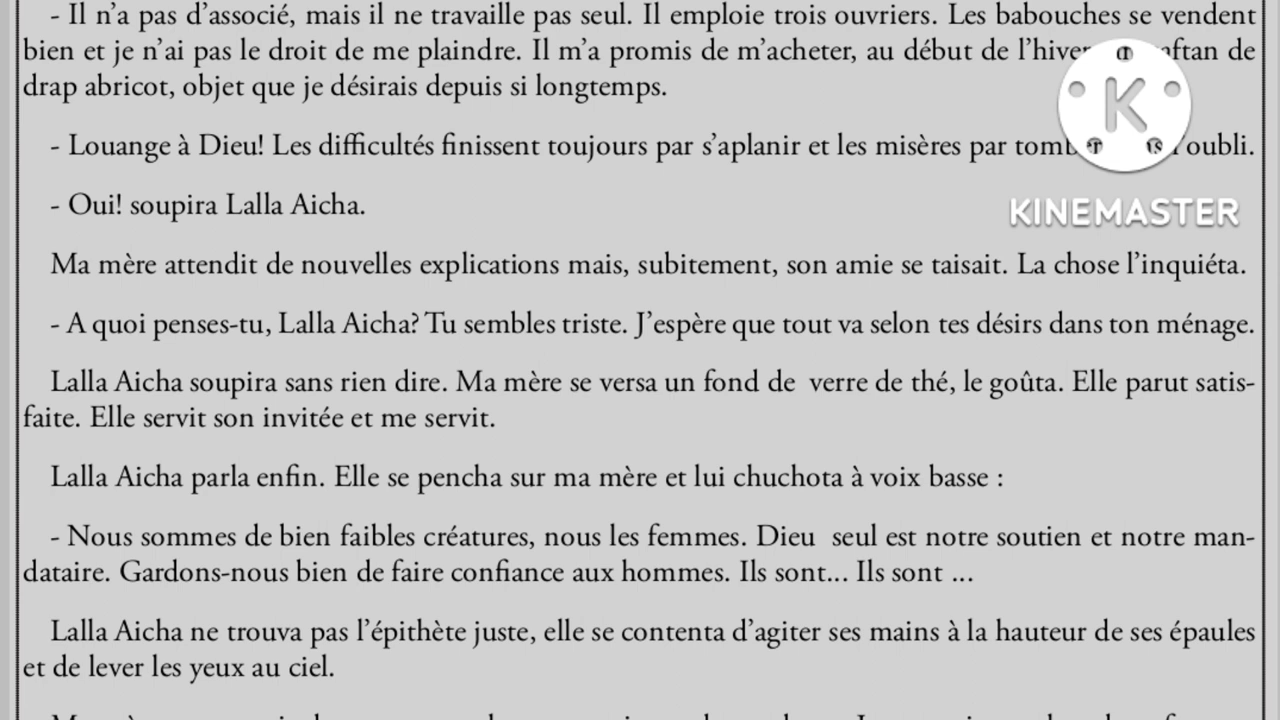 - Il n’a pas d’associé, mais il ne travaille pas seul. Il emploie trois ouvriers. Les babouches se vendent
bien et je n’ai pas le droit de me plaindre. Il m’a promis de m’acheter, au début de l’hiver de
drap abricot, objet que je désirais depuis si longtemps.
- Louange à Dieu! Les difficultés finissent toujours par s’aplanir et les misères par l’oubli.
- Oui! soupira Lalla Aicha.
K
KINEMASTER
Ma mère attendit de nouvelles explications mais, subitement, son amie se taisait. La chose l’inquiéta.
- A quoi penses-tu, Lalla Aicha? Tu sembles triste. J’espère que tout va selon tes désirs dans ton ménage.
Lalla Aicha soupira sans rien dire. Ma mère se versa un fond de verre de thé, le goûta. Elle parut satis-
faite. Elle servit son invitée et me servit.
Lalla Aicha parla enfin. Elle se pencha sur ma mère et lui chuchota à voix basse :
- Nous sommes de bien faibles créatures, nous les femmes. Dieu seul est notre soutien et notre man-
dataire. Gardons-nous bien de faire confiance aux hommes. Ils sont... Ils sont ...
Lalla Aicha ne trouva pas l’épithète juste, elle se contenta d’agiter ses mains à la hauteur de ses épaules
et de lever les yeux au ciel.